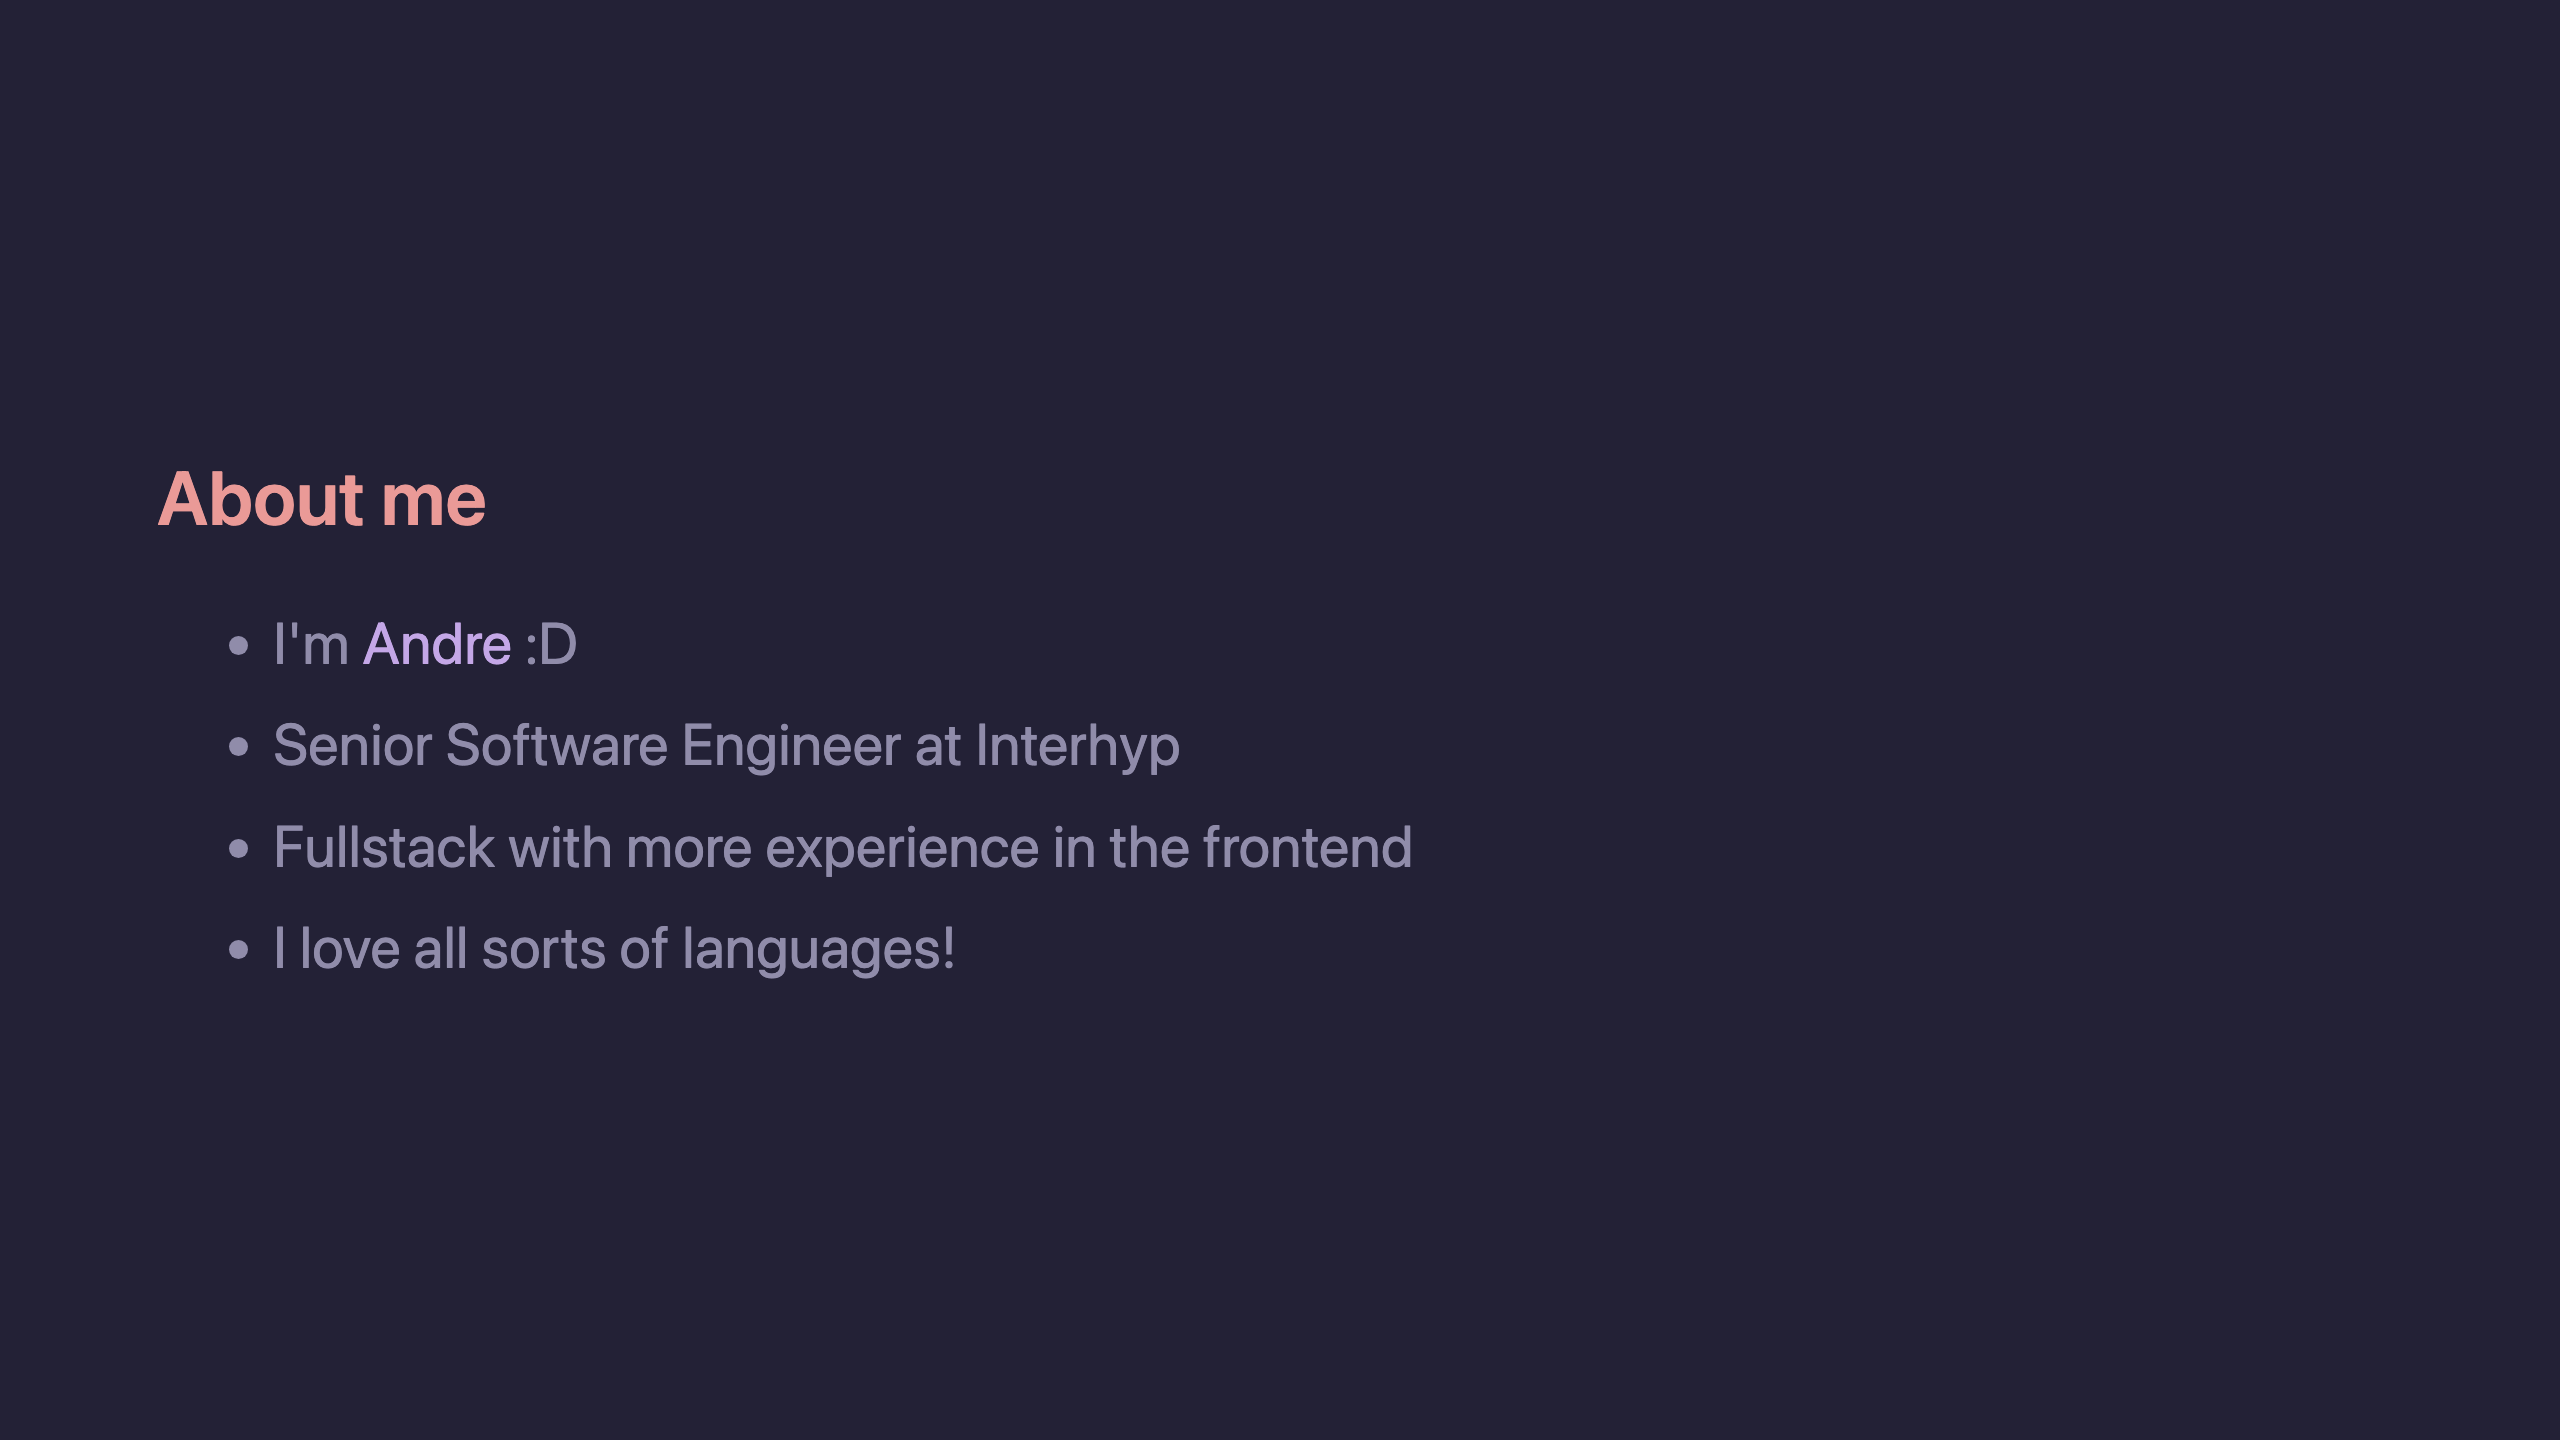 About me
• I'm Andre :D
• Senior Software Engineer at Interhyp
• Fullstack with more experience in the frontend
• I love all sorts of languages!